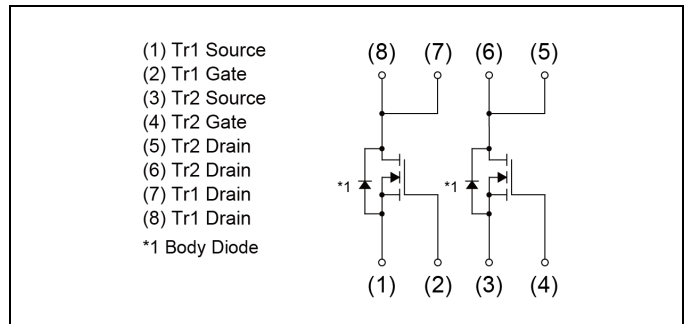 (1) Tr1 Source
(2) Tr1 Gate
(3) Tr2 Source
(4) Tr2 Gate
(5) Tr2 Drain
(6) Tr2 Drain
(7) Tr1 Drain
(8) Tr1 Drain
*1 Body Diode
(8) (7) (6) (5)
*1 *1
(1) (2) (3) (4)